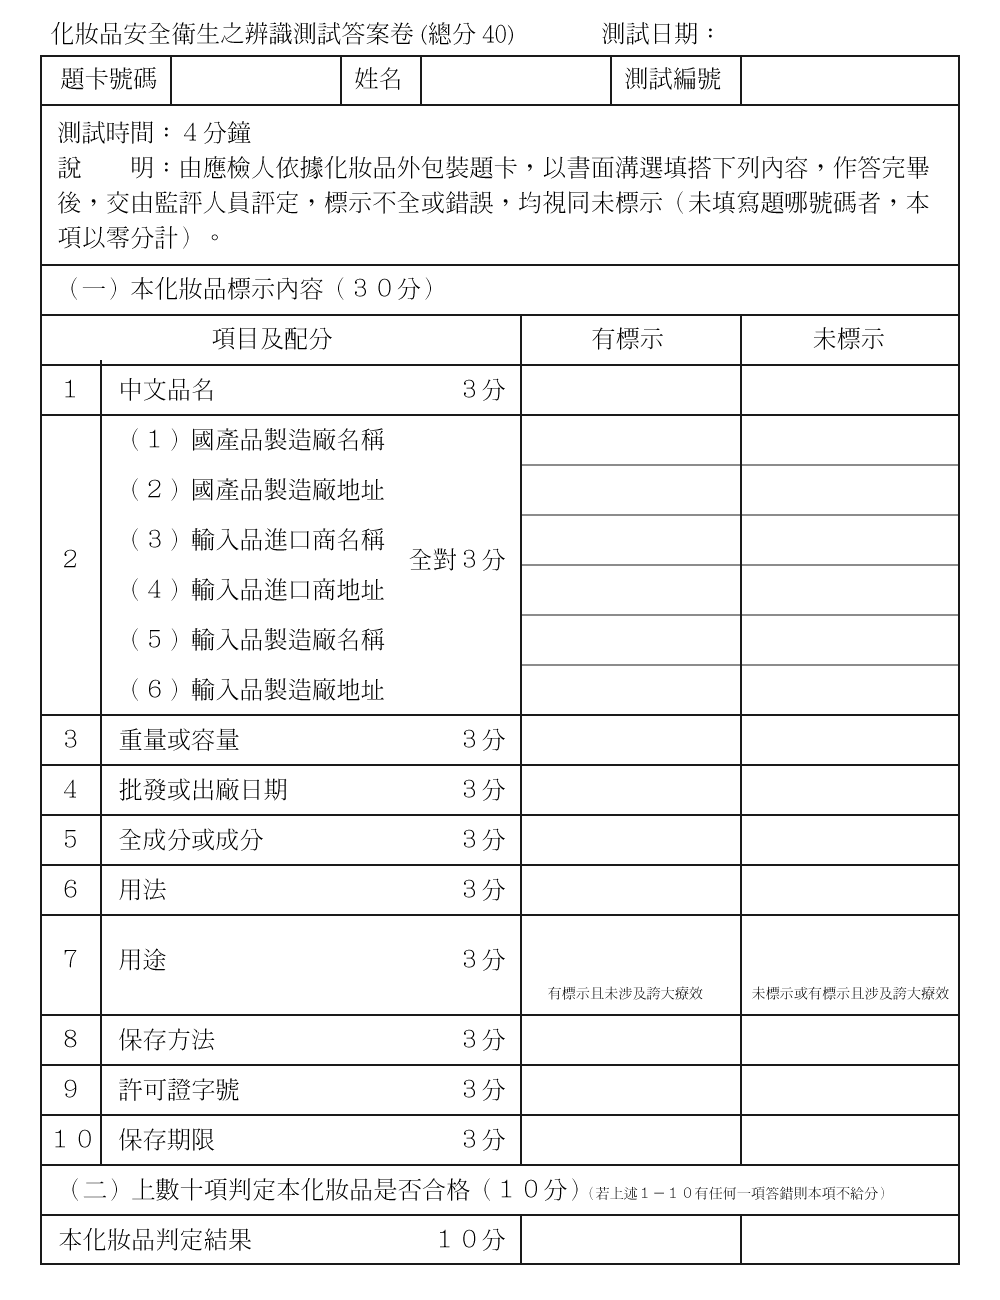 化妝品安全衛生之辨識測試答案卷 (總分 40) 測試日期：
題卡號碼 姓名 測試編號
測試時間：４分鐘
說　　明：由應檢人依據化妝品外包裝題卡，以書面溝選填搭下列內容，作答完畢
後，交由監評人員評定，標示不全或錯誤，均視同未標示（未填寫題哪號碼者，本
項以零分計）。
（一）本化妝品標示內容（３０分）
項目及配分 有標示 未標示
１ 中文品名 ３分
（１）國產品製造廠名稱
（２）國產品製造廠地址
（３）輸入品進口商名稱
２ 全對３分
（４）輸入品進口商地址
（５）輸入品製造廠名稱
（６）輸入品製造廠地址
３ 重量或容量 ３分
４ 批發或出廠日期 ３分
５ 全成分或成分 ３分
６ 用法 ３分
７ 用途 ３分
有標示且未涉及誇大療效 未標示或有標示且涉及誇大療效
８ 保存方法 ３分
９ 許可證字號 ３分
１０ 保存期限 ３分
（二）上數十項判定本化妝品是否合格（１０分）（若上述１－１０有任何一項答錯則本項不給分）
本化妝品判定結果 １０分